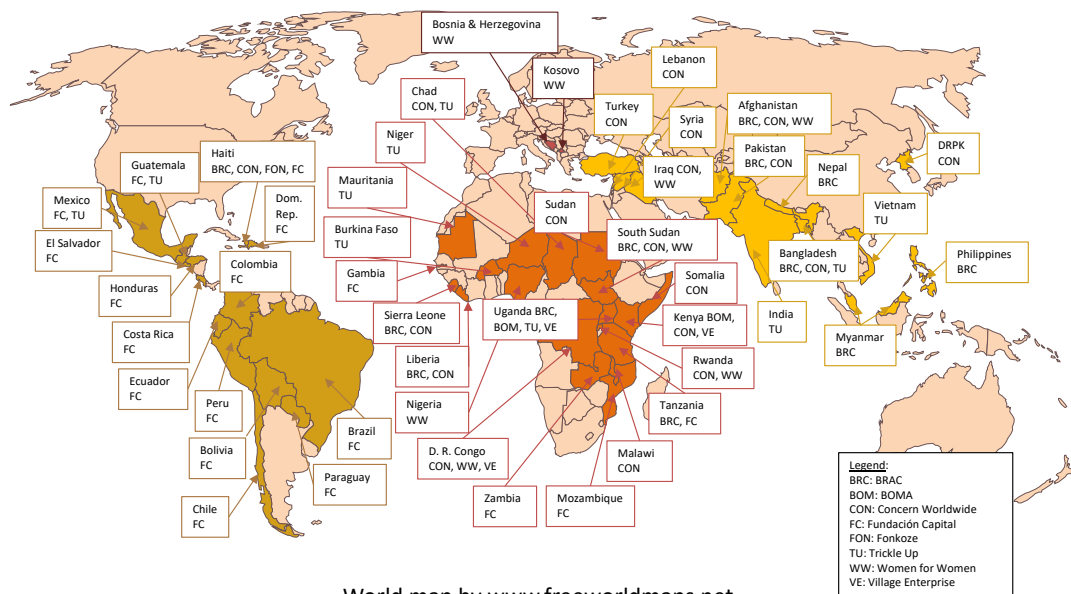 Bosnia & Herzegovina
WW
Kosovo
WW
Lebanon
CON
Chad
CON, TU
Turkey
CON
Syria
CON
Afghanistan
BRC, CON, WW
Niger
TU
Pakistan
BRC, CON
DRPK
CON
Haiti
BRC, CON, FON, FC
Guatemala
FC, TU
Nepal
BRC
Iraq CON,
WW
Mauritania
TU
Mexico
FC, TU
Dom.
Rep.
FC
Sudan
CON
Vietnam
TU
Burkina Faso
TU
South Sudan
BRC, CON, WW
El Salvador
FC
Bangladesh
BRC, CON, TU
Philippines
BRC
Colombia
FC
Gambia
FC
Somalia
CON
Honduras
FC
Sierra Leone
BRC, CON
Uganda BRC,
BOM, TU, VE
Kenya BOM,
CON, VE
India
TU
Costa Rica
FC
Myanmar
BRC
Liberia
BRC, CON
Rwanda
CON, WW
Ecuador
FC
Peru
FC
Nigeria
WW
Tanzania
BRC, FC
Brazil
FC
Bolivia
FC
D. R. Congo
CON, WW, VE
Malawi
CON
Paraguay
FC
Chile
FC
Zambia
FC
Mozambique
FC
Legend:
BRC: BRAC
BOM: BOMA
CON: Concern Worldwide
FC: Fundación Capital
FON: Fonkoze
TU: Trickle Up
WW: Women for Women
VE: Village Enterprise
World map by www.freeworldmaps.net